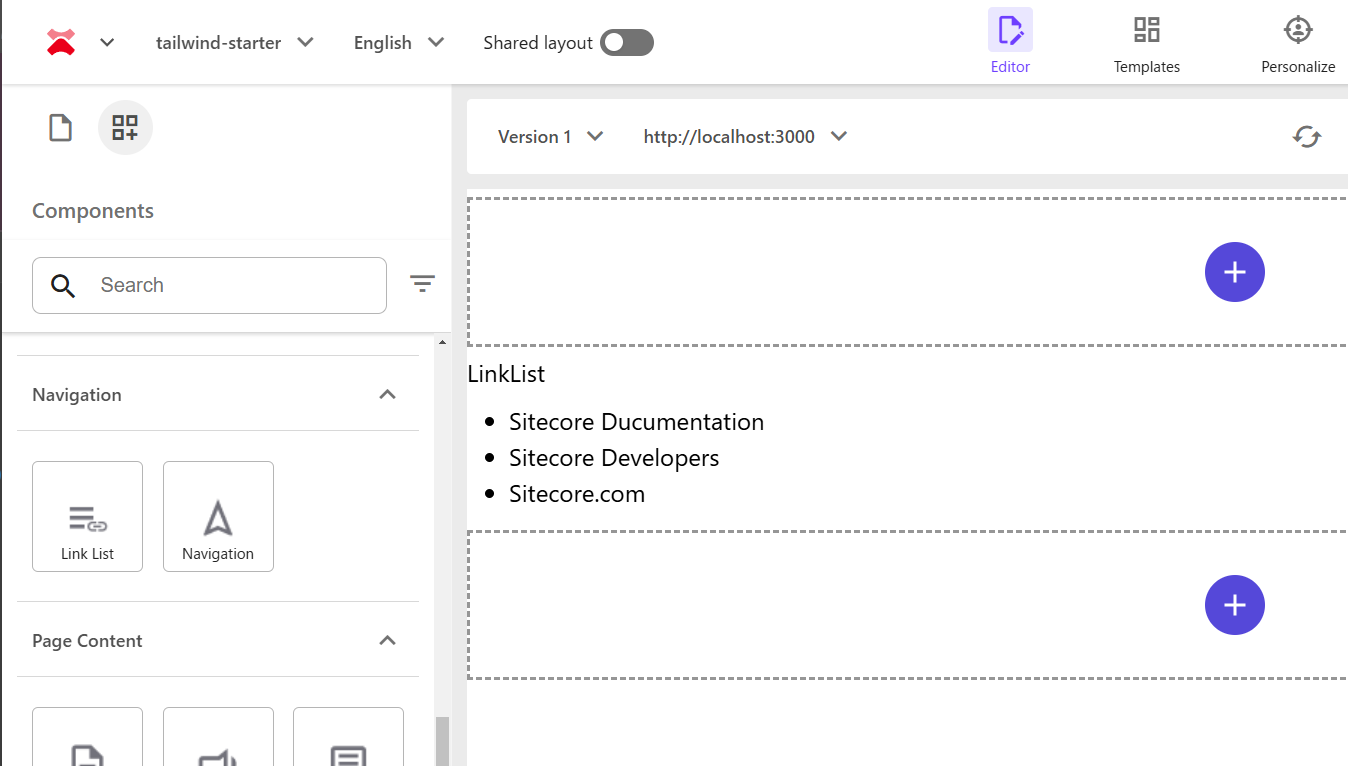 tailwind-starter English Shared layout
Editor Templates Personalize
Version 1 http://localhost:3000
Components
Search
Navigation
Link List Navigation
Page Content
LinkList
Sitecore Ducumentation
Sitecore Developers
Sitecore.com